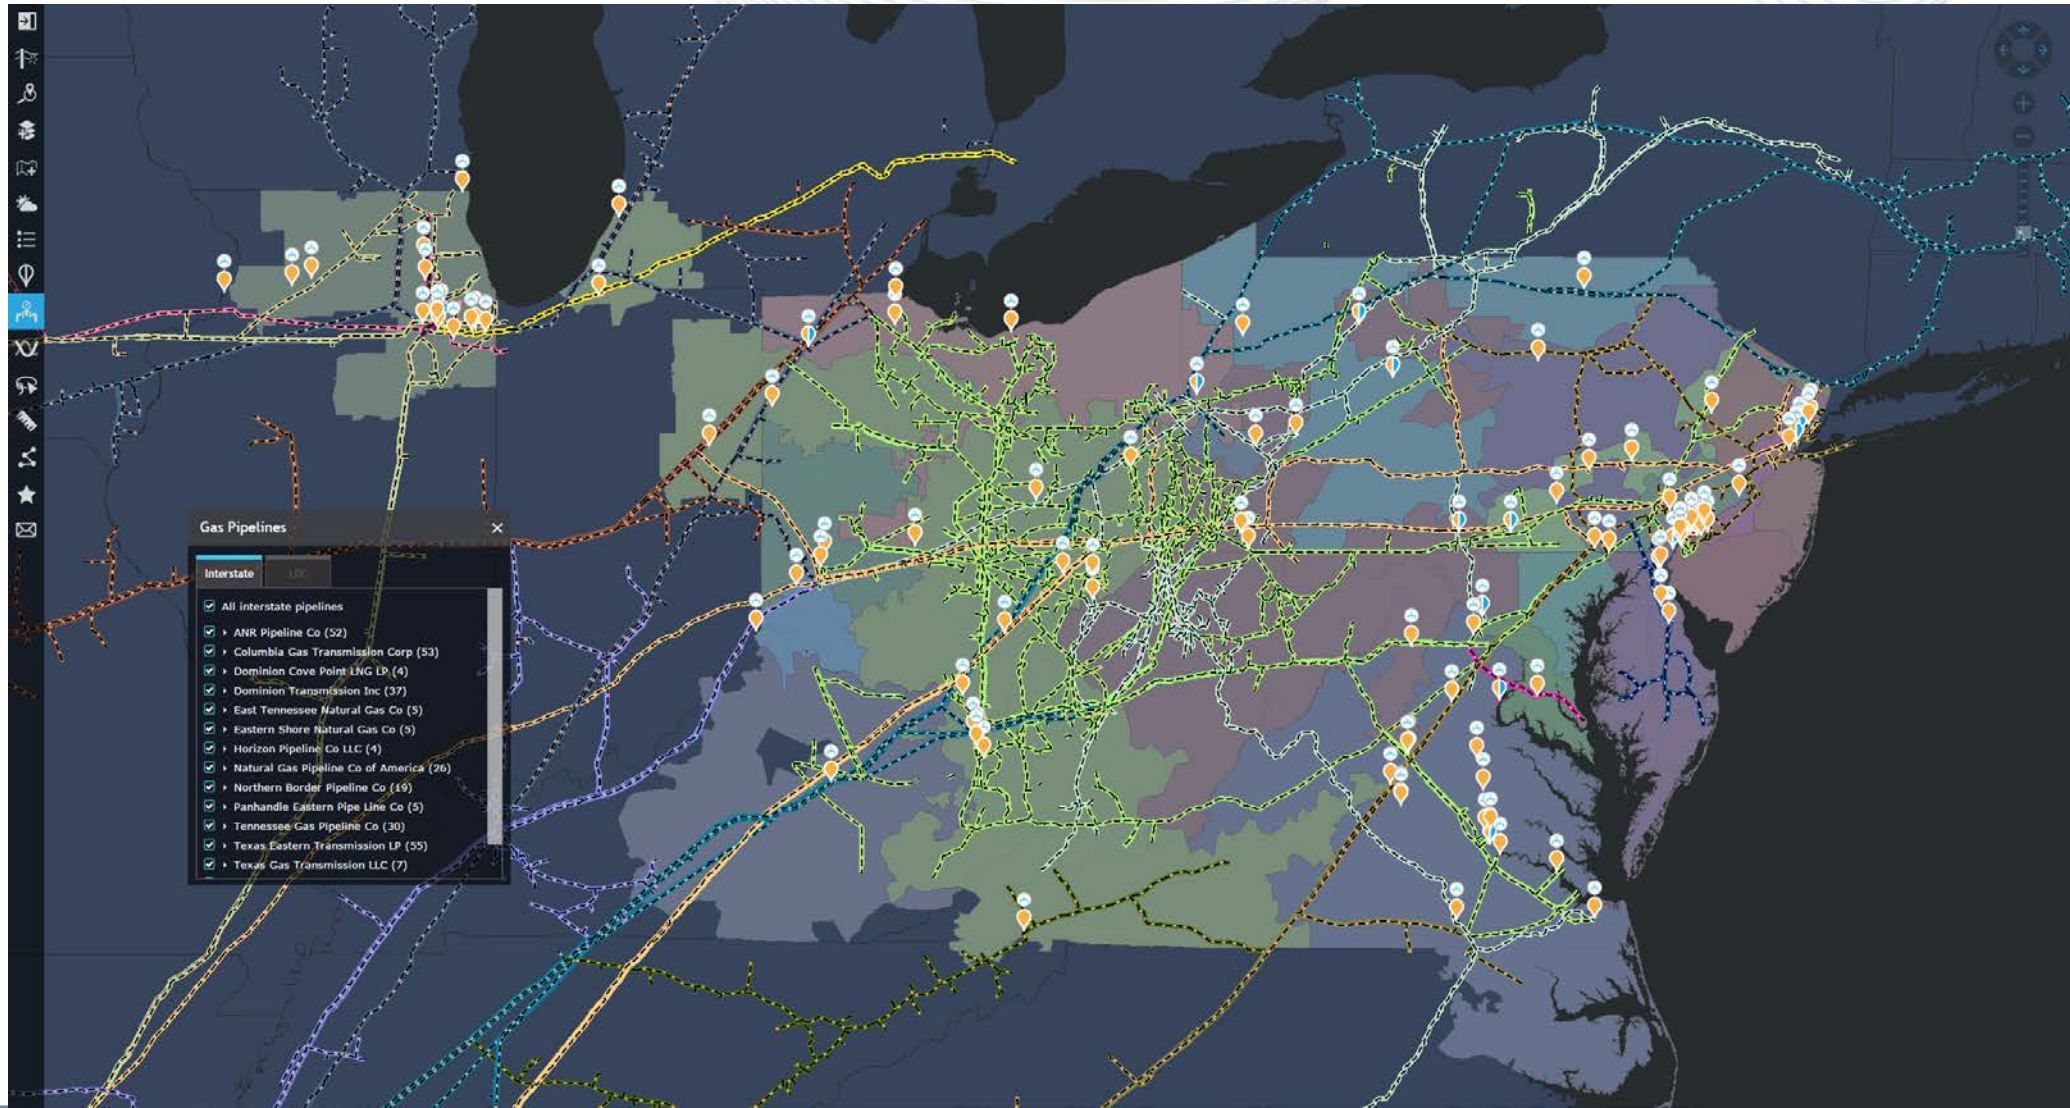 Gas Pipelines
Interstate
LDC
All interstate pipelines
ANR Pipeline Co (52)
Columbia Gas Transmission Corp (53)
Dominion Cove Point LNG LP (4)
Dominion Transmission Inc (37)
East Tennessee Natural Gas Co (5)
Eastern Shore Natural Gas Co (5)
Horizon Pipeline Co LLC (4)
Natural Gas Pipeline Co of America (26)
Northern Border Pipeline Co (19)
Panhandle Eastern Pipe Line Co (5)
Tennessee Gas Pipeline Co (30)
Texas Eastern Transmission LP (55)
Texas Gas Transmission LLC (7)